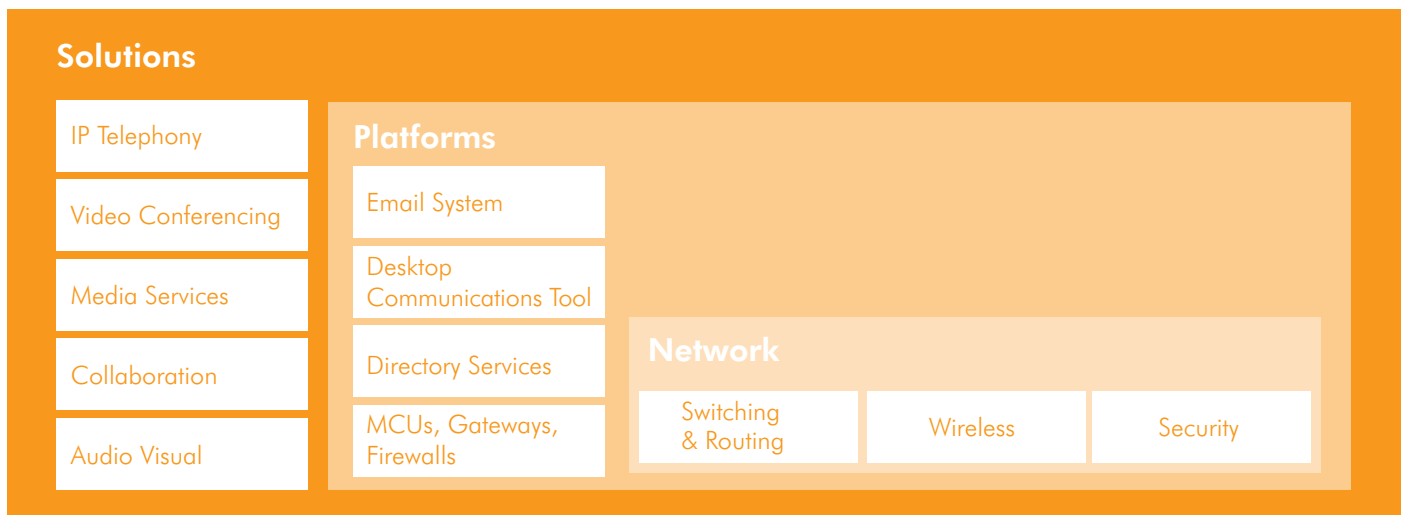 Solutions
IP Telephony
Video Conferencing
Media Services
Collaboration
Audio Visual
Platforms
Email System
Desktop
Communications Tool
Directory Services
MCUs, Gateways,
Firewalls
Network
Switching
& Routing
Wireless
Security